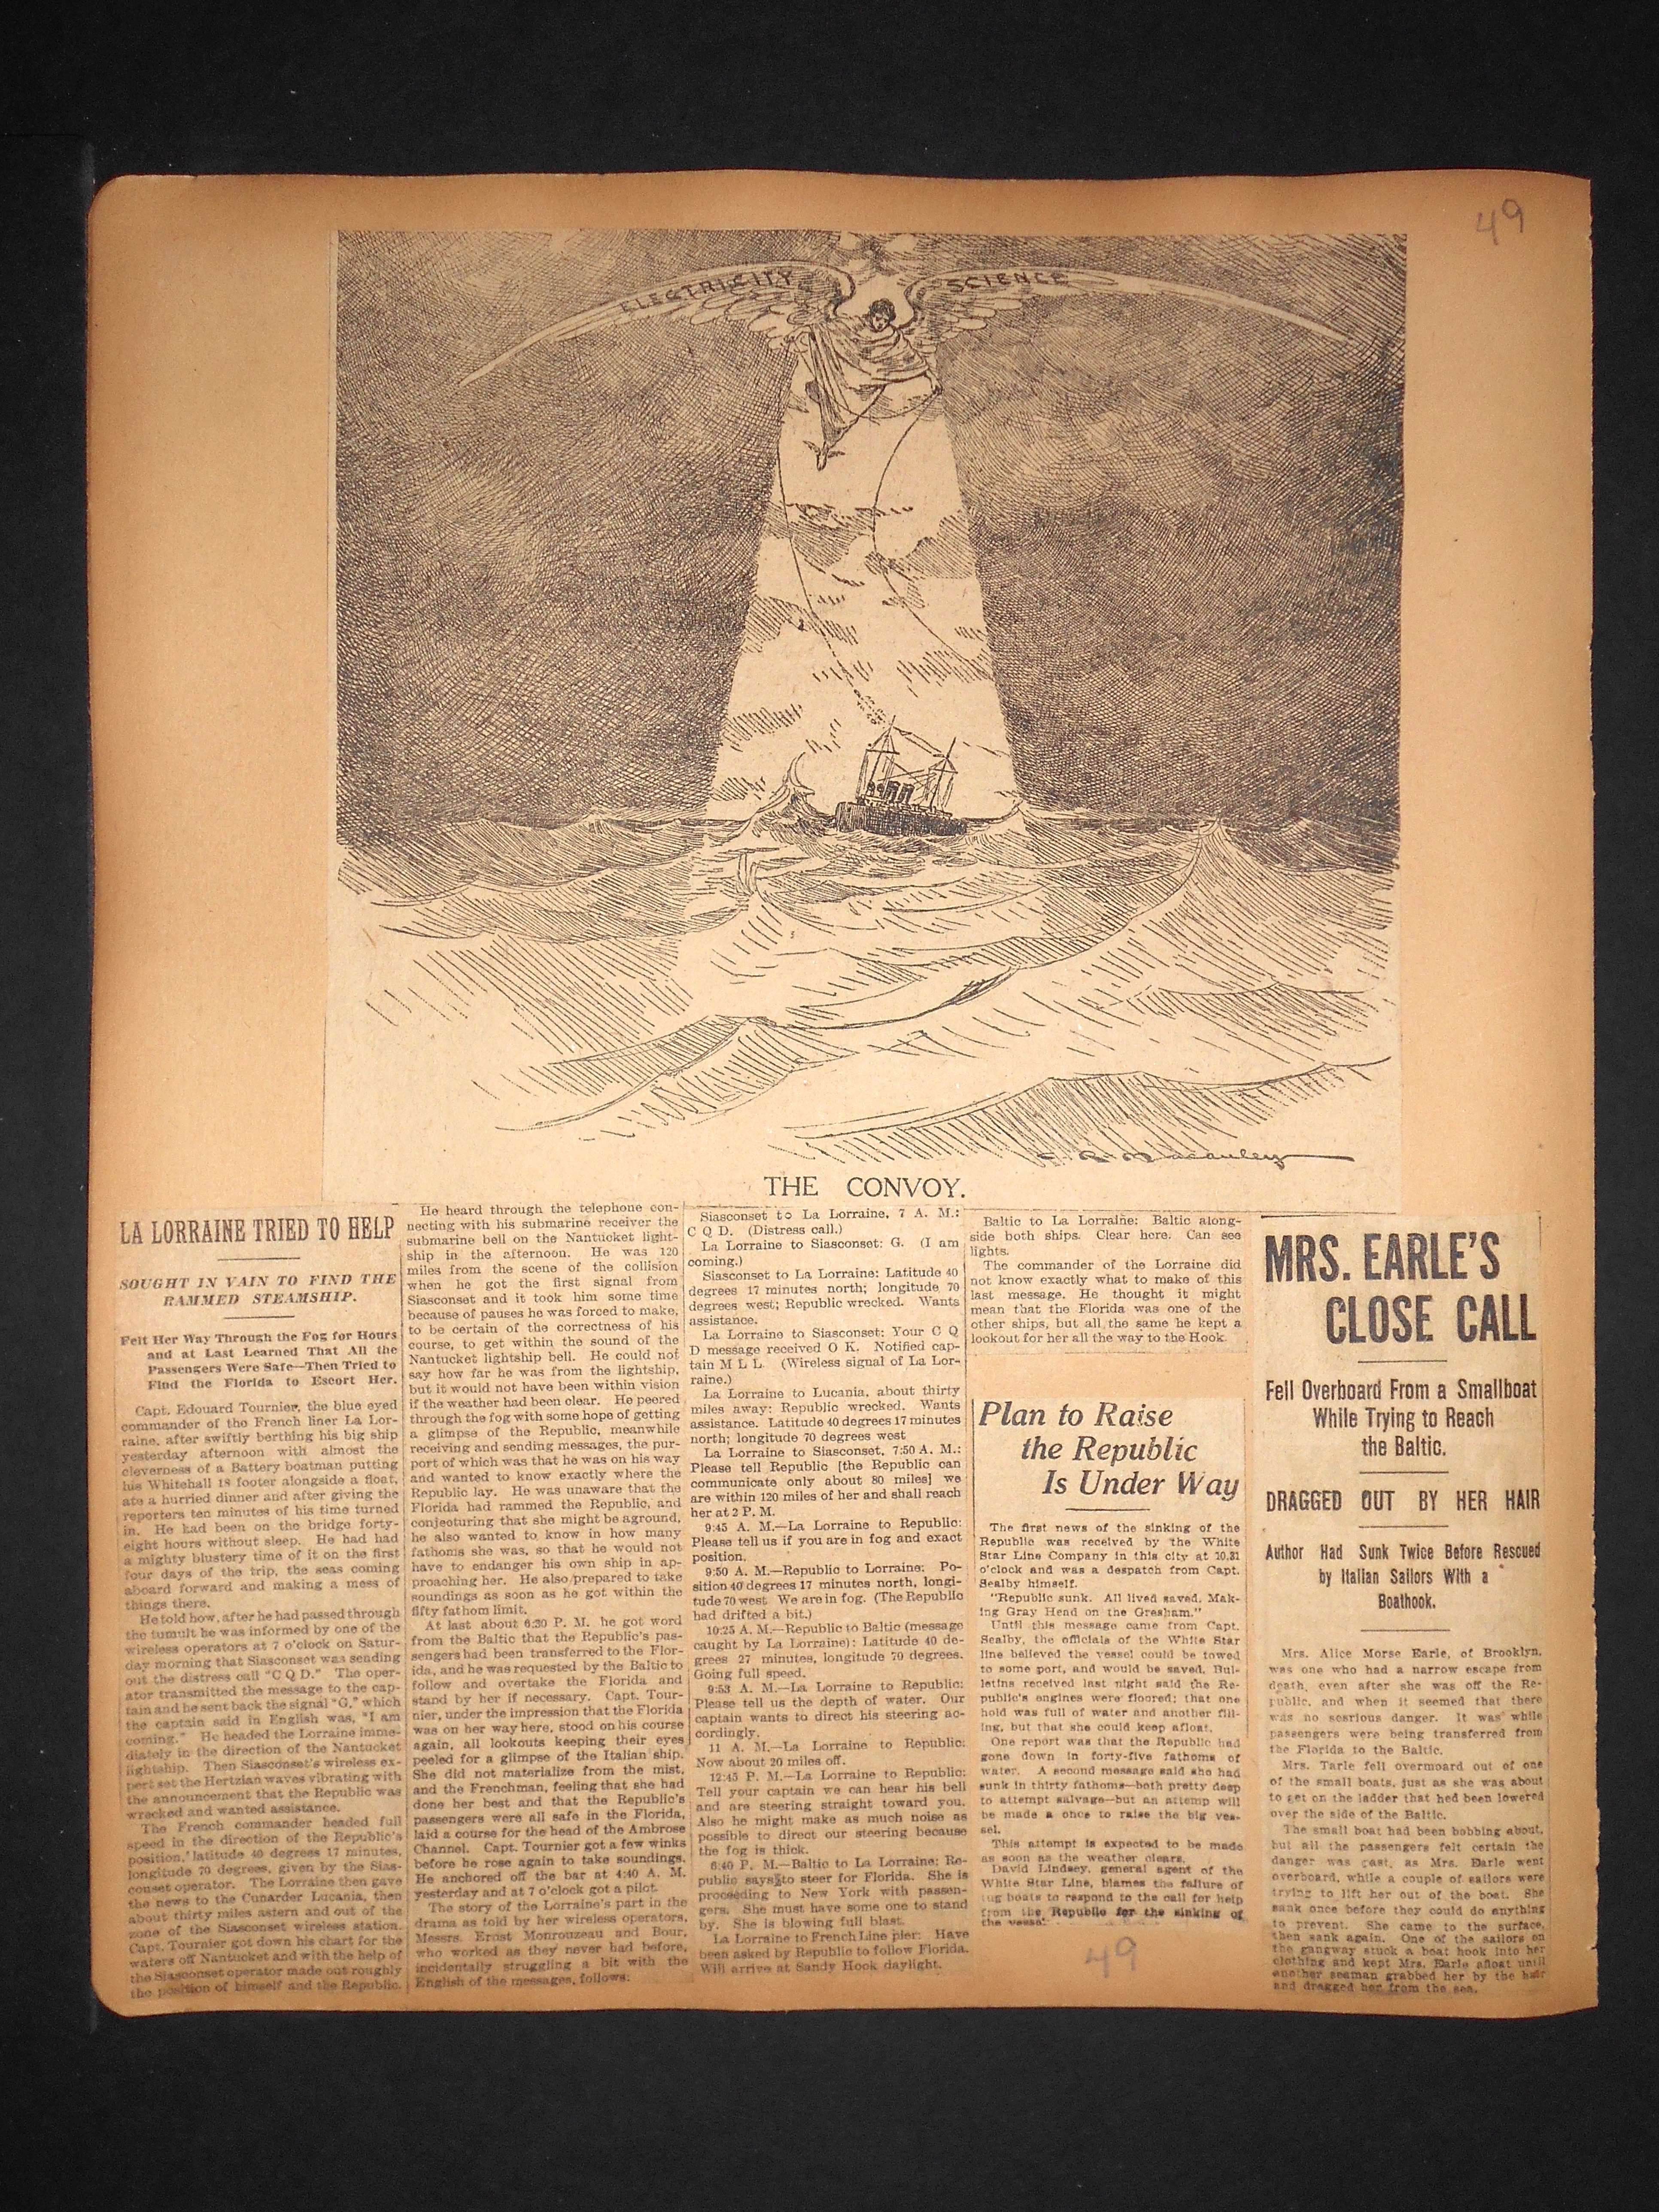 49
ELECTRICITY
SCIENCE
THE CONVOY.
LA LORRAINE TRIED TO HELP
SOUGHT IN VAIN TO FIND THE
RAMMED STEAMSHIP.
Felt Her Way Through the Fog for Hours
and at Last Learned That All the
Passengers Were Safe—Then Tried to
Find the Florida to Escort Her.
Capt. Edouard Tournier, the blue eyed
commander of the French liner La Lor-
raine, after swiftly berthing his big ship
yesterday afternoon with almost the
cleverness of a Battery boatman putting
his Whitehall 18 footer alongside a float,
ate a hurried dinner and after giving the
reporters ten minutes of his time turned
in. He had been on the bridge forty-
eight hours without sleep. He had had
a mighty blustery time of it on the first
four days of the trip, the seas coming
aboard forward and making a mess of
things there.
He told how, after he had passed through
the tumult he was informed by one of the
wireless operators at 7 o'clock on Satur-
day morning that Siasconset was sending
out the distress call "C Q D." The oper-
ator transmitted the message to the cap-
tain and he sent back the signal "G," which
the captain said in English was, "I am
coming." He headed the Lorraine imme-
diately in the direction of the Nantucket
lightship. Then Siasconset's wireless ex-
pert set the Hertzian waves vibrating with
the announcement that the Republic was
wrecked and wanted assistance.
The French commander headed full
speed in the direction of the Republic's
position, latitude 40 degrees 17 minutes,
longitude 70 degrees, given by the Sias-
conset operator. The Lorraine then gave
the news to the Cunarder Lucania, then
about thirty miles astern and out of the
zone of the Siasconset wireless station.
Capt. Tournier got down his chart for the
waters off Nantucket and with the help of
the Siasconset operator made out roughly
the position of himself and the Republic.
He heard through the telephone con-
necting with his submarine receiver the
submarine bell on the Nantucket light-
ship in the afternoon. He was 120
miles from the scene of the collision
when he got the first signal from
Siasconset and it took him some time
because of pauses he was forced to make,
to be certain of the correctness of his
course, to get within the sound of the
Nantucket lightship bell. He could not
say how far he was from the lightship,
but it would not have been within vision
if the weather had been clear. He peered
through the fog with some hope of getting
a glimpse of the Republic, meanwhile
receiving and sending messages, the pur-
port of which was that he was on his way
and wanted to know exactly where the
Republic lay. He was unaware that the
Florida had rammed the Republic, and
conjecturing that she might be aground,
he also wanted to know in how many
fathoms she was, so that he would not
have to endanger his own ship in ap-
proaching her. He also prepared to take
soundings as soon as he got within the
fifty fathom limit.
At last about 6:30 P. M. he got word
from the Baltic that the Republic's pas-
sengers had been transferred to the Flor-
ida, and he was requested by the Baltic to
follow and overtake the Florida and
stand by her if necessary. Capt. Tour-
nier, under the impression that the Florida
was on her way here, stood on his course
again, all lookouts keeping their eyes
peeled for a glimpse of the Italian ship.
She did not materialize from the mist,
and the Frenchman, feeling that she had
done her best and that the Republic's
passengers were all safe in the Florida,
laid a course for the head of the Ambrose
Channel. Capt. Tournier got a few winks
before he rose again to take soundings.
He anchored off the bar at 4:40 A. M.
yesterday and at 7 o'clock got a pilot.
The story of the Lorraine's part in the
drama as told by her wireless operators,
Messrs. Ernst Monrouzeau and Bour,
who worked as they never had before,
incidentally struggling a bit with the
English of the messages, follows:
Siasconset to La Lorraine, 7 A. M.:
C Q D. (Distress call.)
La Lorraine to Siasconset: G. (I am
coming.)
Siasconset to La Lorraine: Latitude 40
degrees 17 minutes north; longitude 70
degrees west; Republic wrecked. Wants
assistance.
La Lorraine to Siasconset: Your C Q
D message received O K. Notified cap-
tain M L L. (Wireless signal of La Lor-
raine.)
La Lorraine to Lucania, about thirty
miles away: Republic wrecked. Wants
assistance. Latitude 40 degrees 17 minutes
north; longitude 70 degrees west
La Lorraine to Siasconset, 7:50 A. M.:
Please tell Republic [the Republic can
communicate only about 80 miles] we
are within 120 miles of her and shall reach
her at 2 P. M.
9:45 A. M.—La Lorraine to Republic:
Please tell us if you are in fog and exact
position.
9:50 A. M.—Republic to Lorraine: Po-
sition 40 degrees 17 minutes north, longi-
tude 70 west. We are in fog. (The Republic
had drifted a bit.)
10:25 A. M.—Republic to Baltic (message
caught by La Lorraine): Latitude 40 de-
grees 27 minutes, longitude 70 degrees.
Going full speed.
9:53 A. M.—La Lorraine to Republic:
Please tell us the depth of water. Our
captain wants to direct his steering ac-
cordingly.
11 A. M.—La Lorraine to Republic:
Now about 20 miles off.
12:45 P. M.—La Lorraine to Republic:
Tell your captain we can hear his bell
and are steering straight toward you.
Also he might make as much noise as
possible to direct our steering because
the fog is thick.
6:40 P. M.—Baltic to La Lorraine: Re-
public says to steer for Florida. She is
proceeding to New York with passen-
gers. She must have some one to stand
by. She is blowing full blast.
La Lorraine to French Line pier: Have
been asked by Republic to follow Florida.
Will arrive at Sandy Hook daylight.
Baltic to La Lorraine: Baltic along-
side both ships. Clear here. Can see
lights.
The commander of the Lorraine did
not know exactly what to make of this
last message. He thought it might
mean that the Florida was one of the
other ships, but all the same he kept a
lookout for her all the way to the Hook.
Plan to Raise
the Republic
Is Under Way
The first news of the sinking of the
Republic was received by the White
Star Line Company in this city at 10.31
o'clock and was a despatch from Capt.
Sealby himself.
"Republic sunk. All lived saved. Mak-
ing Gray Head on the Gresham."
Until this message came from Capt.
Sealby, the officials of the White Star
line believed the vessel could be towed
to some port, and would be saved. Bul-
letins received last night said the Re-
public's engines were floored; that one
hold was full of water and another fill-
ing, but that she could keep afloat.
One report was that the Republic had
gone down in forty-five fathoms of
water. A second message said she had
sunk in thirty fathoms—both pretty deep
to attempt salvage—but an attemp will
be made a once to raise the big ves-
sel.
This attempt is expected to be made
as soon as the weather clears.
David Lindsey, general agent of the
White Star Line, blames the failure of
tug boats to respond to the call for help
from the Republic for the sinking of
the vessel.
49
MRS. EARLE'S
CLOSE CALL
Fell Overboard From a Smallboat
While Trying to Reach
the Baltic.
DRAGGED OUT BY HER HAIR
Author Had Sunk Twice Before Rescued
by Italian Sailors With a
Boathook.
Mrs. Alice Morse Earle, of Brooklyn,
was one who had a narrow escape from
death, even after she was off the Re-
public, and when it seemed that there
was no serious danger. It was while
passengers were being transferred from
the Florida to the Baltic.
Mrs. Tarle fell overmoard out of one
of the small boats, just as she was about
to get on the ladder that hed been lowered
over the side of the Baltic.
The small boat had been bobbing about,
but all the passengers felt certain the
danger was past, as Mrs. Earle went
overboard, while a couple of sailors were
trying to lift her out of the boat. She
sank once before they could do anything
to prevent. She came to the surface,
then sank again. One of the sailors on
the gangway stuck a boat hook into her
clothing and kept Mrs. Earle afloat until
another seaman grabbed her by the hair
and dragged her from the sea.